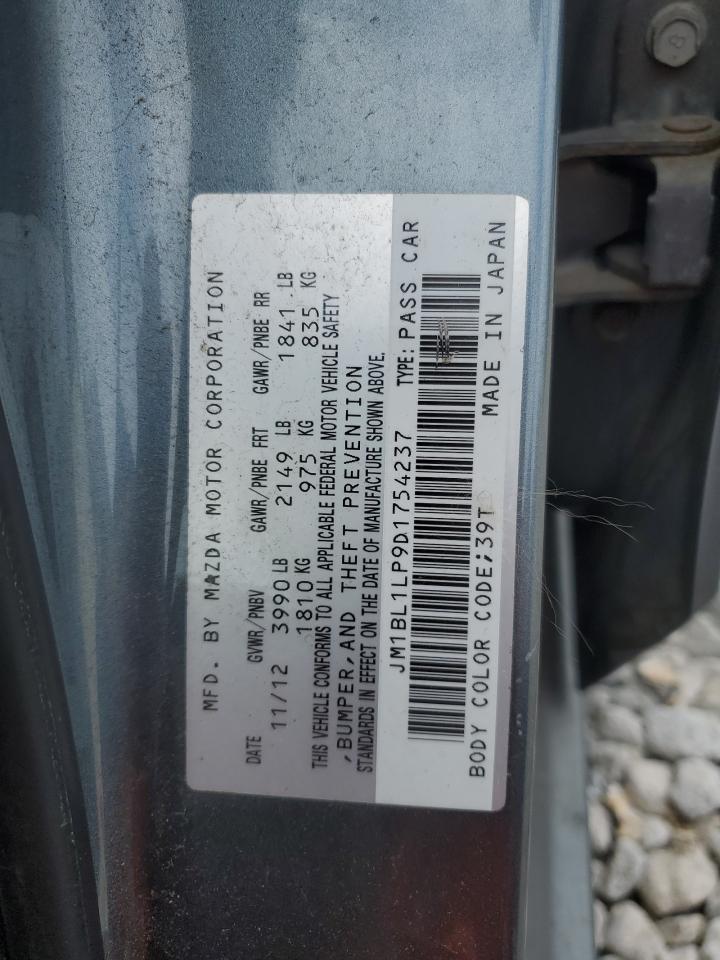 MFD. BY MAZDA MOTOR CORPORATION
DATE GVWR/PNBV GAWR/PNBE FRT GAWR/PNBE RR
11/12 3990 LB 2149 LB 1841 LB
1810 KG 975 KG 835 KG
THIS VEHICLE CONFORMS TO ALL APPLICABLE FEDERAL MOTOR VEHICLE SAFETY
,BUMPER,AND THEFT PREVENTION
STANDARDS IN EFFECT ON THE DATE OF MANUFACTURE SHOWN ABOVE.
JM1BL1LP9D1754237 TYPE: PASS CAR
BODY COLOR CODE;39T
MADE IN JAPAN
8